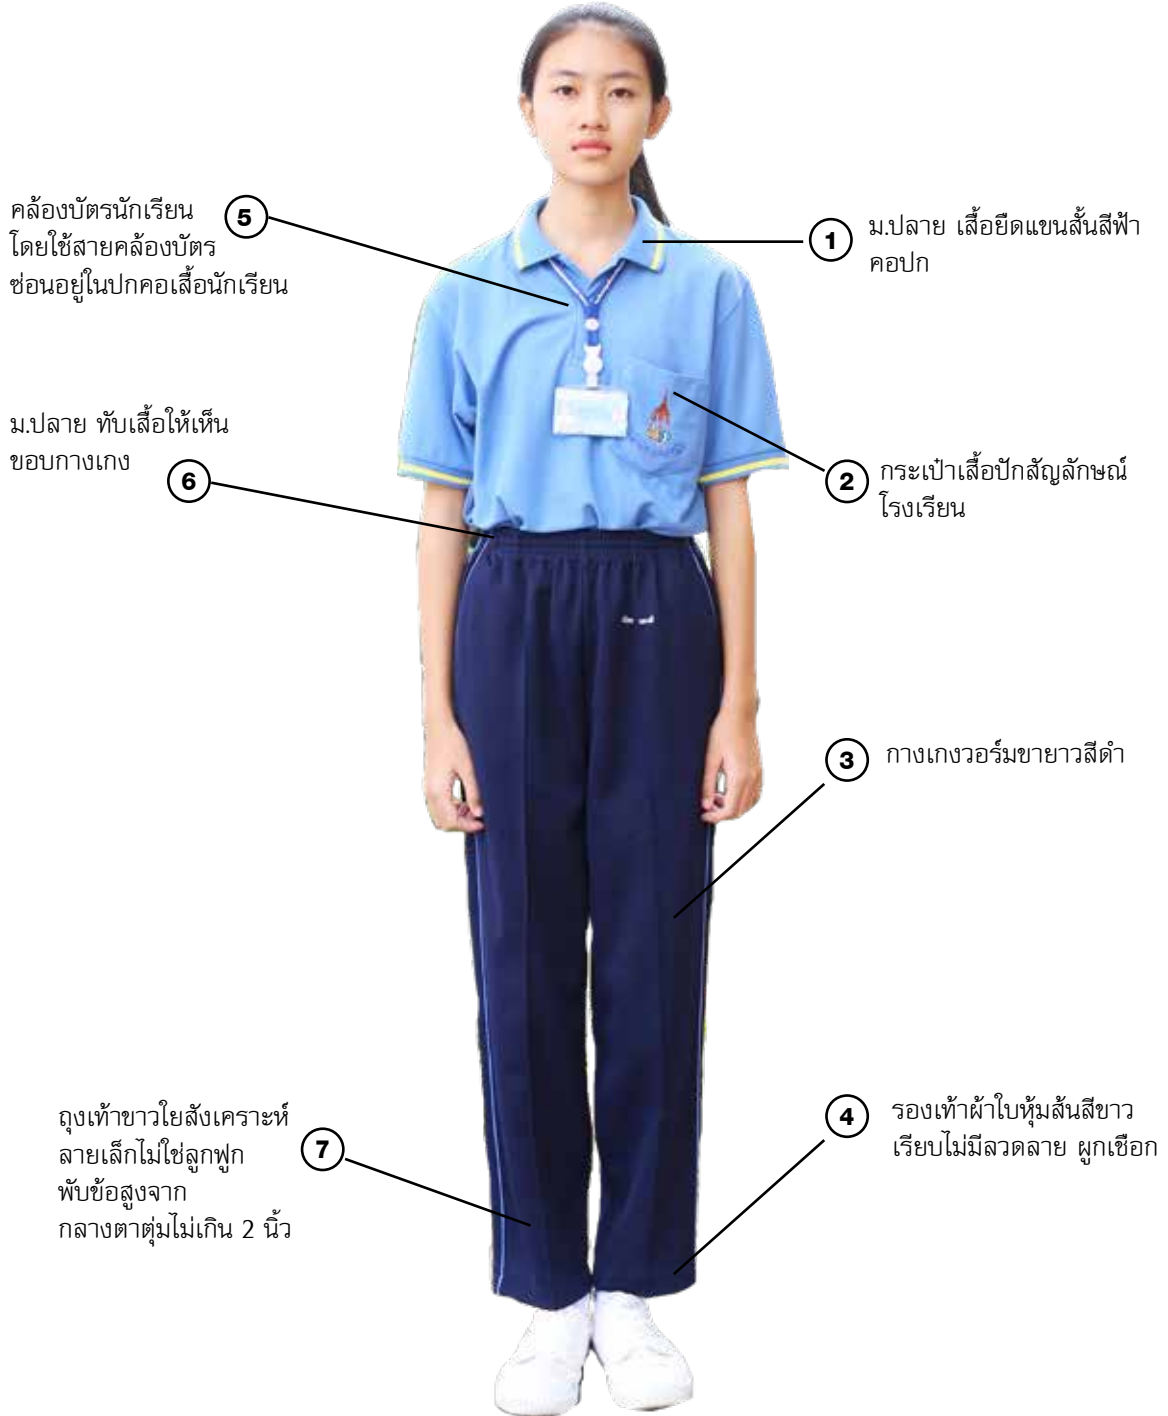 คล้องบัตรนักเรียน
โดยใช้สายคล้องบัตร
ซ่อนอยู่ในปกคอเสื้อนักเรียน
5
1
ม.ปลาย เสื้อยืดแขนสั้นสีฟ้า
คอปก
ม.ปลาย ทับเสื้อให้เห็น
ขอบกางเกง
6
2
กระเป๋าเสื้อปักสัญลักษณ์
โรงเรียน
3
กางเกงวอร์มขายาวสีดำ
ถุงเท้าขาวใยสังเคราะห์
ลายเล็กไม่ใช่ลูกฟูก
พับข้อสูงจาก
กลางตาตุ่มไม่เกิน 2 นิ้ว
7
4
รองเท้าผ้าใบหุ้มส้นสีขาว
เรียบไม่มีลวดลาย ผูกเชือก